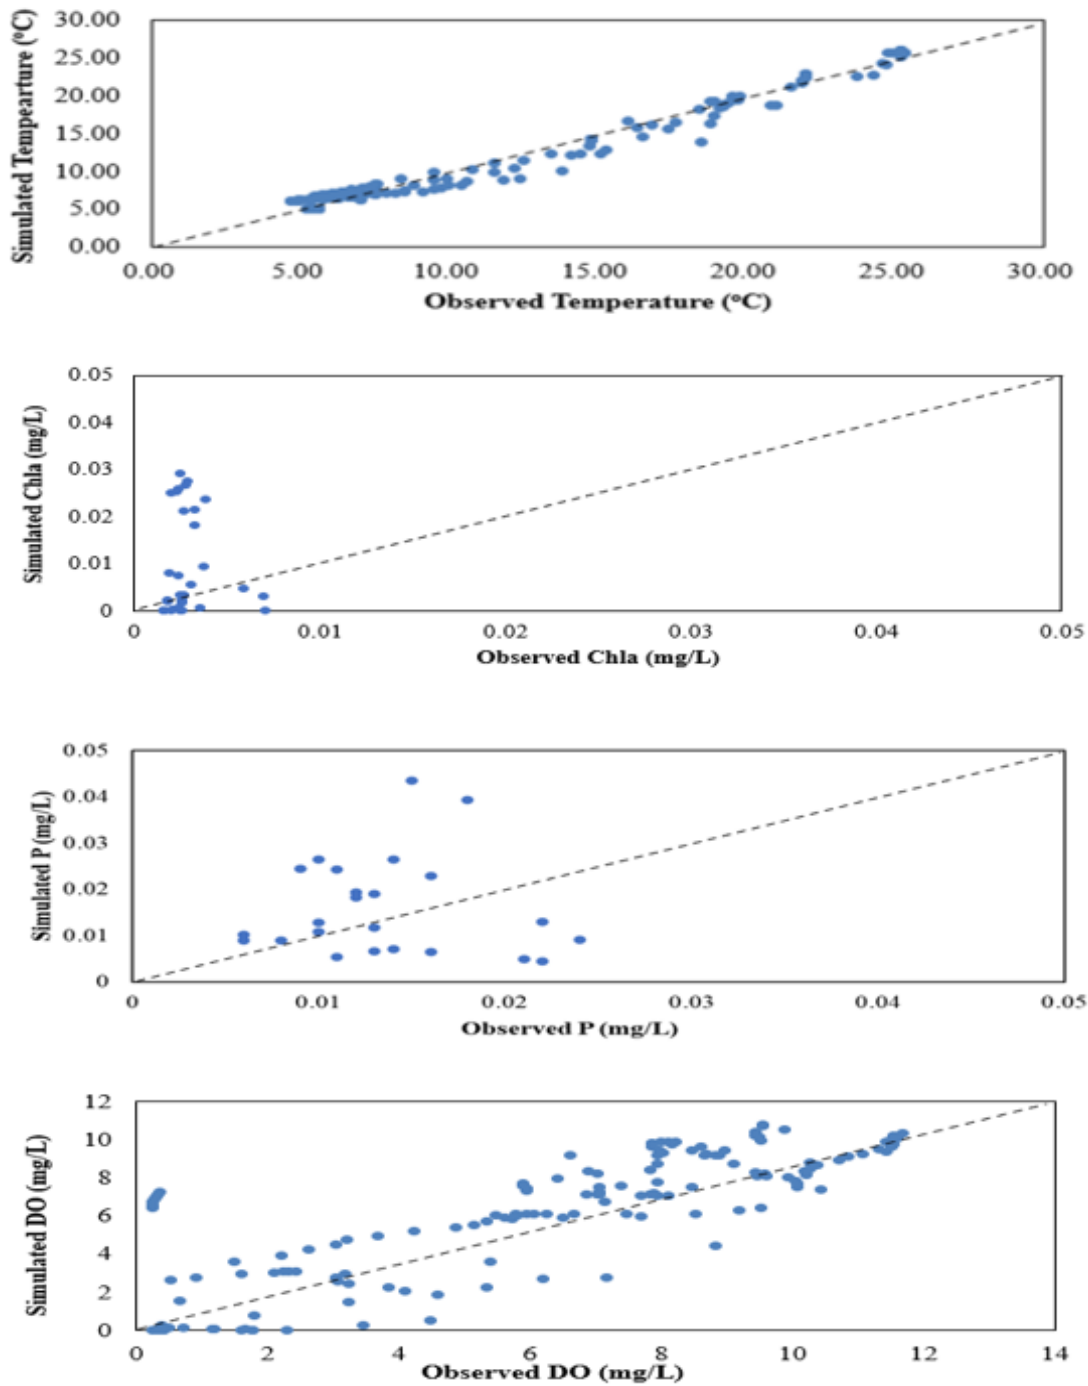 Simulated Tempearture (°C)
30.00
25.00
20.00
15.00
10.00
5.00
0.00
0.00 5.00 10.00 15.00 20.00 25.00 30.00
Observed Temperature (°C)
Simulated Chla (mg/L)
0.05
0.04
0.03
0.02
0.01
0
0 0.01 0.02 0.03 0.04 0.05
Observed Chla (mg/L)
Simulated P (mg/L)
0.05
0.04
0.03
0.02
0.01
0
0 0.01 0.02 0.03 0.04 0.05
Observed P (mg/L)
Simulated DO (mg/L)
12
10
8
6
4
2
0
0 2 4 6 8 10 12 14
Observed DO (mg/L)